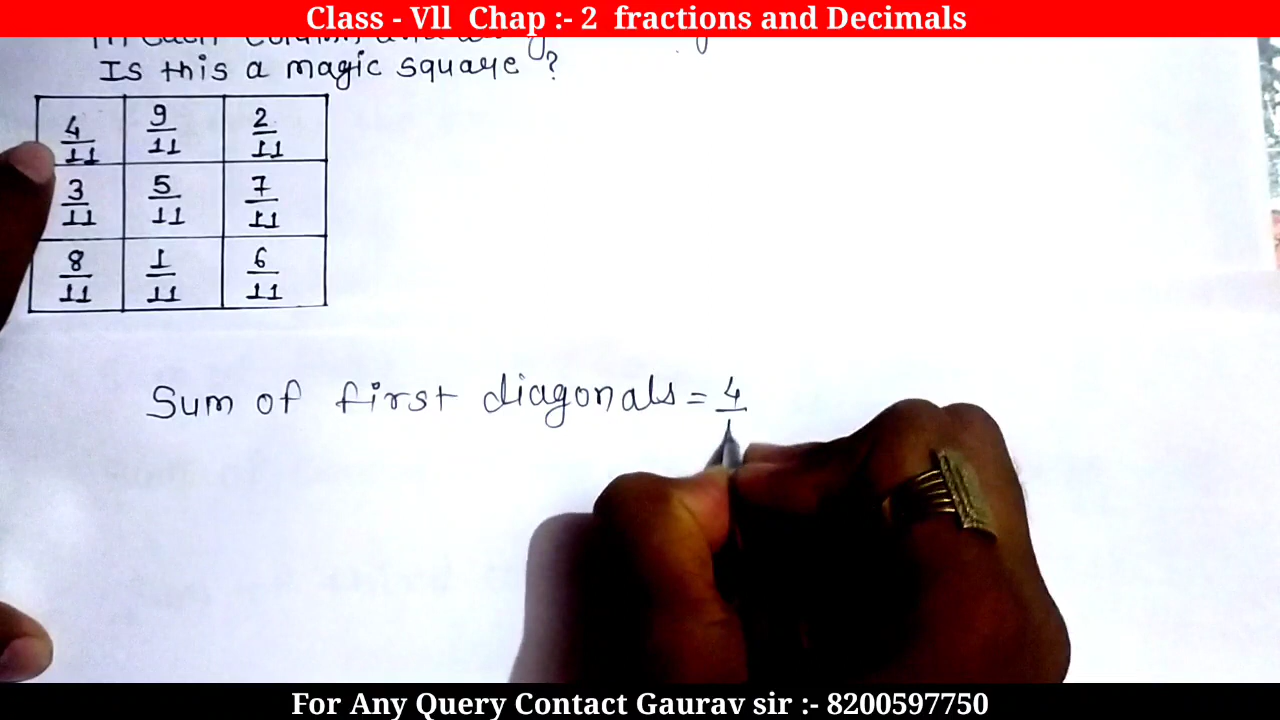 Class - Vll Chap :- 2 fractions and Decimals
Is this a magic square ?
4/11 9/11 2/11
3/11 5/11 7/11
8/11 1/11 6/11
Sum of first diagonals = 4/1
For Any Query Contact Gaurav sir :- 8200597750